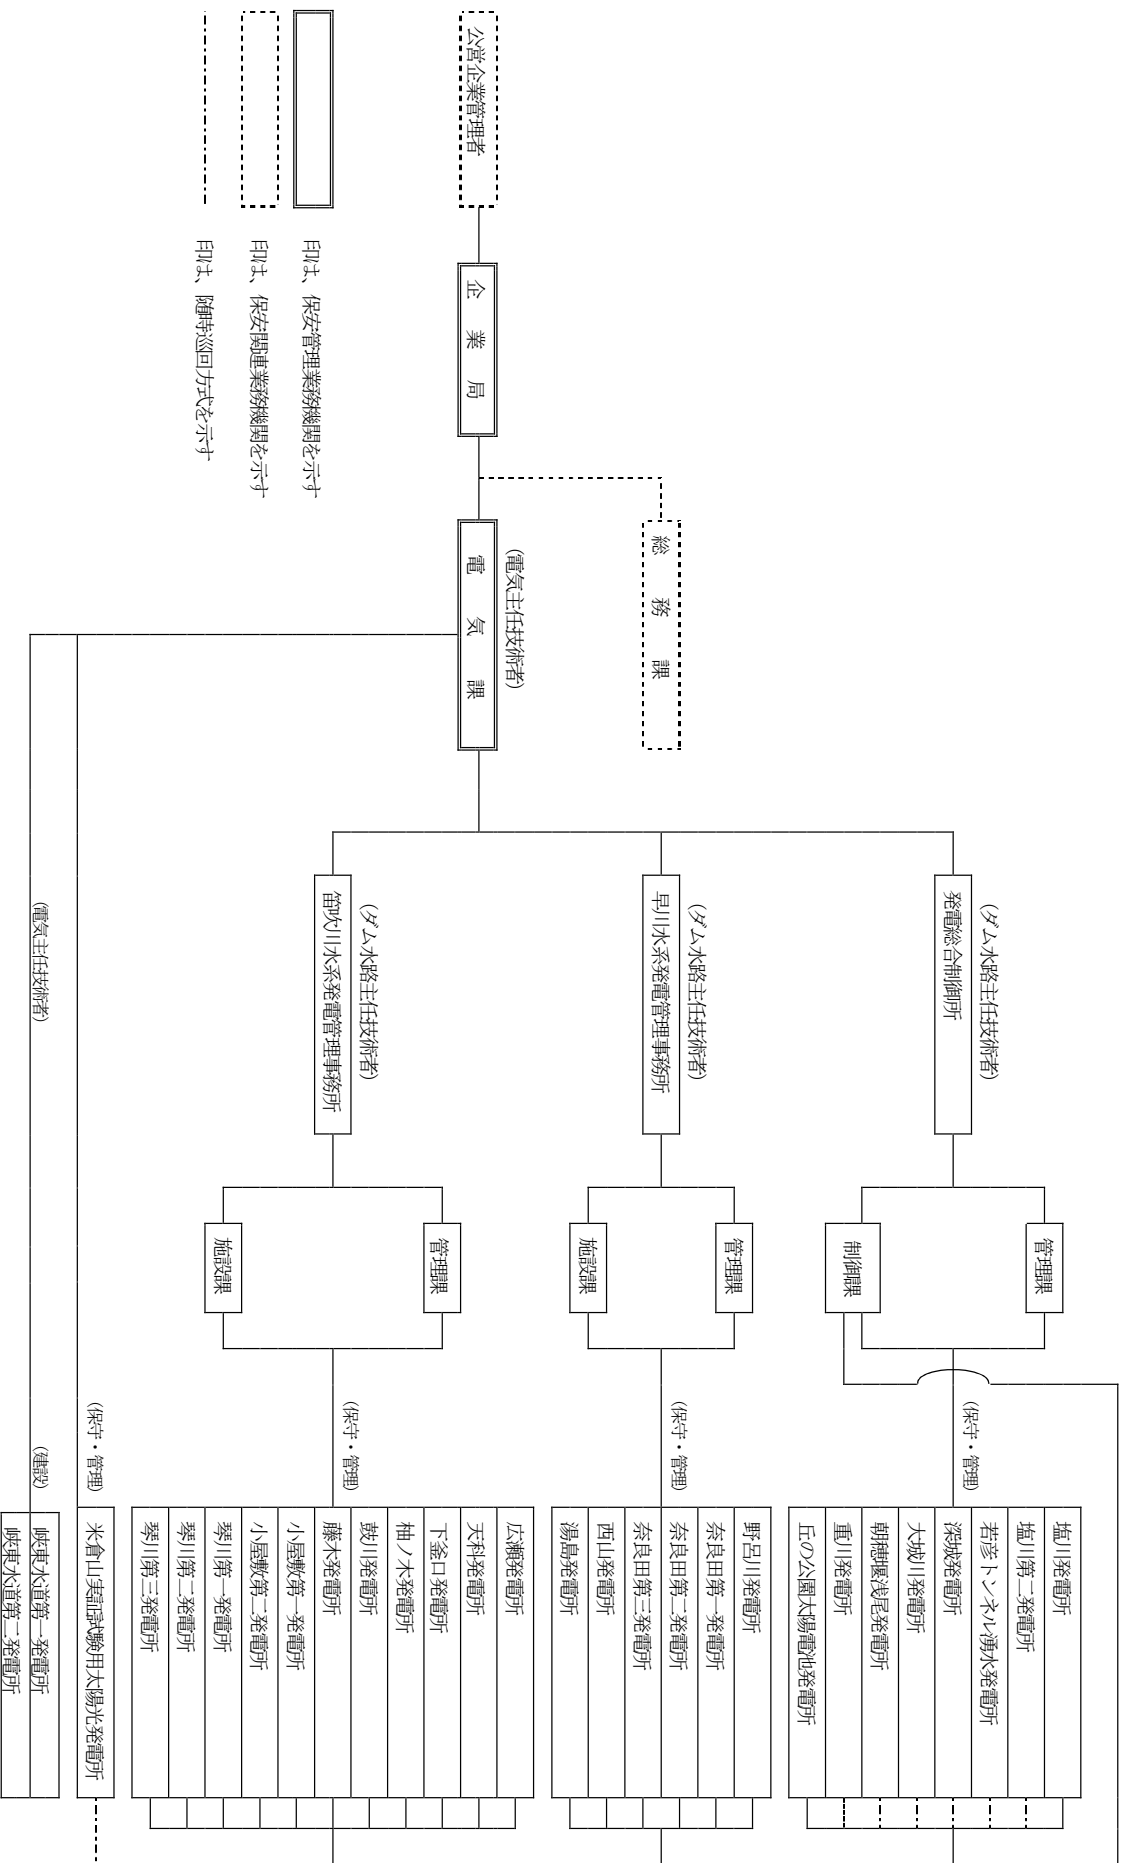 公営企業管理者
企業局
総務課
(電気主任技術者)
電気課
(ダム水路主任技術者)
発電総合制御所
管理課
制御課
(保守・管理)
塩川発電所
塩川第二発電所
若彦トンネル湧水発電所
深城発電所
大城川発電所
朝穂堰浅尾発電所
重川発電所
丘の公園太陽電池発電所
(ダム水路主任技術者)
早川水系発電管理事務所
管理課
施設課
(保守・管理)
野呂川発電所
奈良田第一発電所
奈良田第二発電所
奈良田第三発電所
西山発電所
湯島発電所
(ダム水路主任技術者)
笛吹川水系発電管理事務所
管理課
施設課
(保守・管理)
広瀬発電所
天科発電所
下釜口発電所
柚ノ木発電所
鼓川発電所
藤木発電所
小屋敷第一発電所
小屋敷第二発電所
琴川第一発電所
琴川第二発電所
琴川第三発電所
(保守・管理)
米倉山実証試験用太陽光発電所
(電気主任技術者)
(建設)
峡東水道第一発電所
峡東水道第二発電所
印は、保安管理業務機関を示す
印は、保安関連業務機関を示す
印は、随時巡回方式を示す